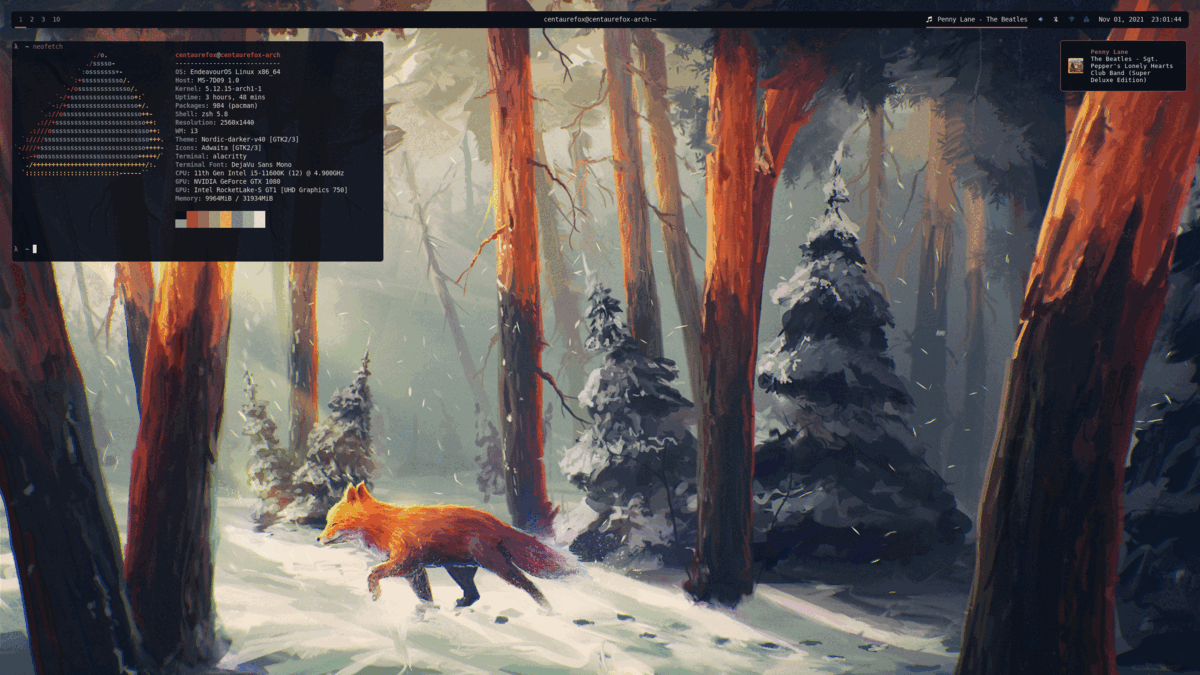 1 2 3 10
centaurefox@centaurefox-arch:~
Penny Lane - The Beatles
Nov 01, 2021 23:01:44
λ ~ neofetch
centaurefox@centaurefox-arch
----------------------------
OS: EndeavourOS Linux x86_64
Host: MS-7D09 1.0
Kernel: 5.12.15-arch1-1
Uptime: 3 hours, 48 mins
Packages: 984 (pacman)
Shell: zsh 5.8
Resolution: 2560x1440
WM: i3
Theme: Nordic-darker-v40 [GTK2/3]
Icons: Adwaita [GTK2/3]
Terminal: alacritty
Terminal Font: DejaVu Sans Mono
CPU: 11th Gen Intel i5-11600K (12) @ 4.900GHz
GPU: NVIDIA GeForce GTX 1080
GPU: Intel RocketLake-S GT1 [UHD Graphics 750]
Memory: 9964MiB / 31934MiB
λ ~
Penny Lane
The Beatles - Sgt.
Pepper's Lonely Hearts
Club Band (Super
Deluxe Edition)